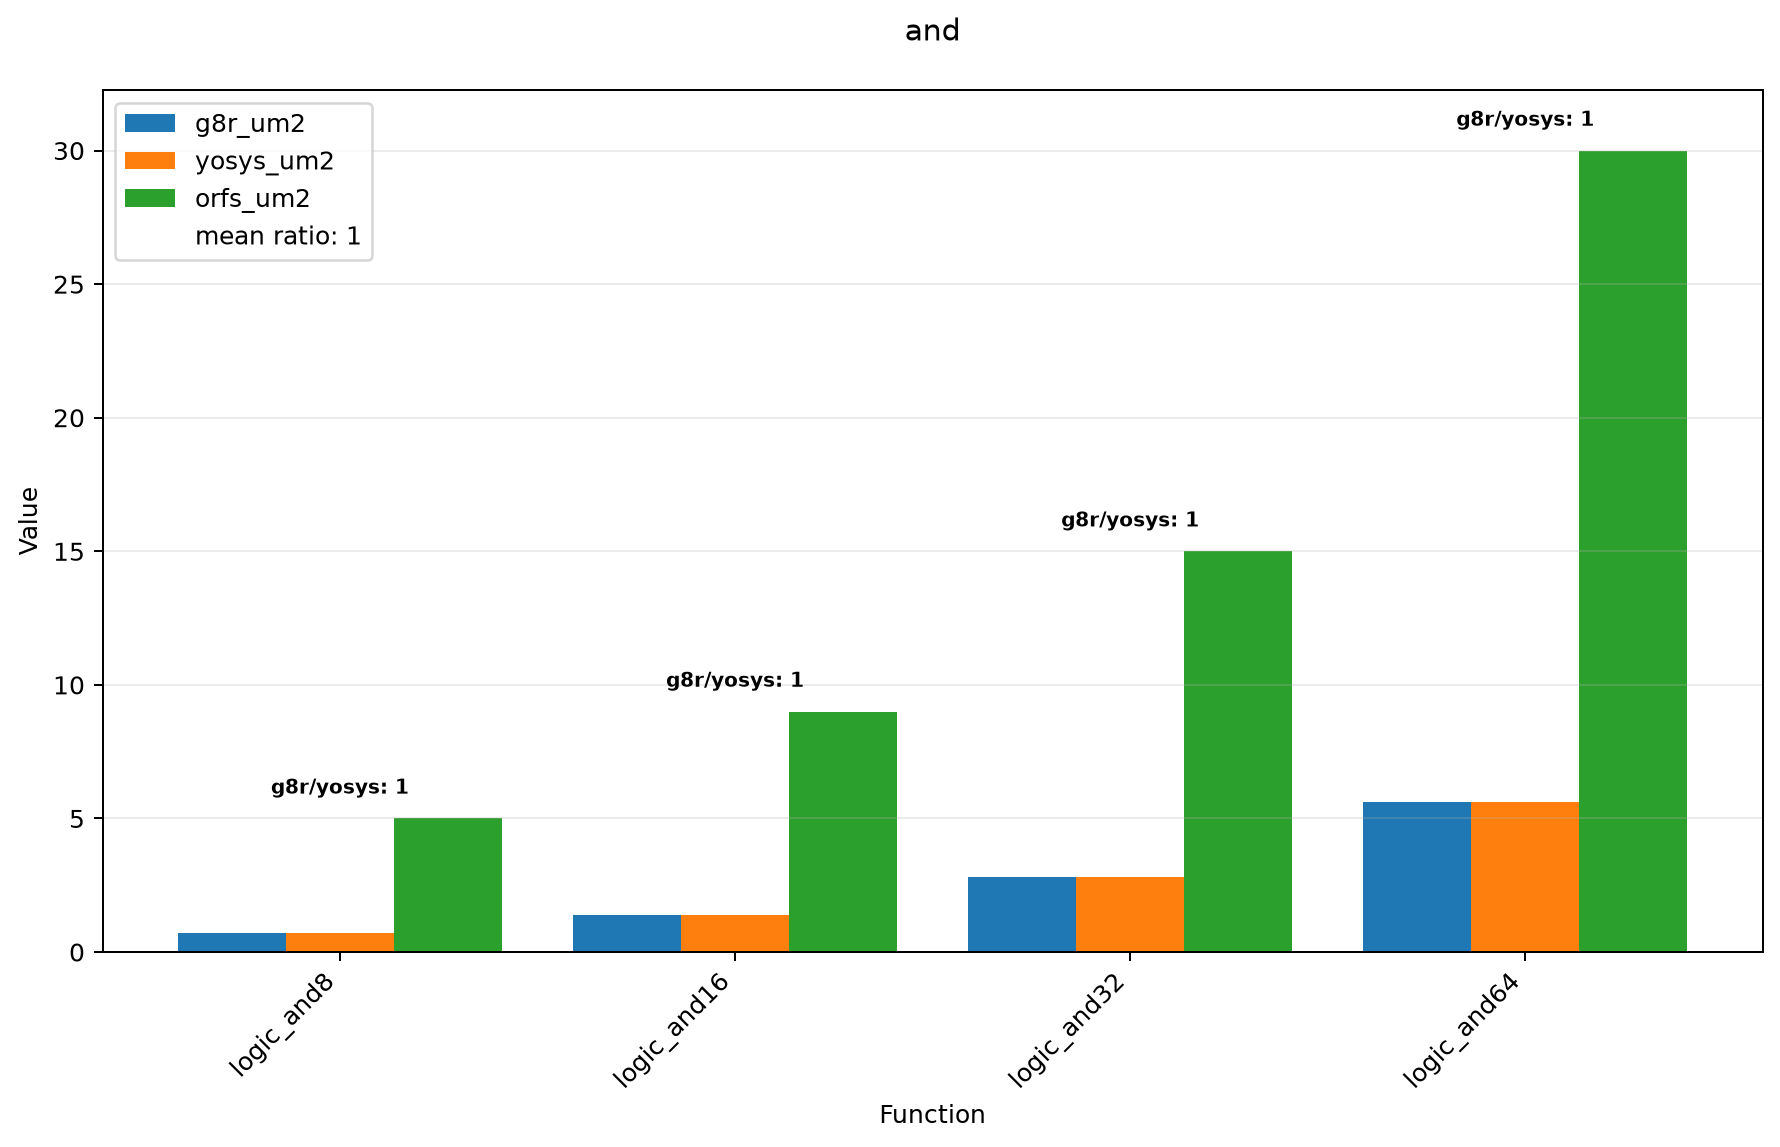 and
g8r_um2
yosys_um2
orfs_um2
mean ratio: 1
g8r/yosys: 1
g8r/yosys: 1
g8r/yosys: 1
g8r/yosys: 1
30
25
20
15
10
5
0
Value
logic_and8
logic_and16
logic_and32
logic_and64
Function